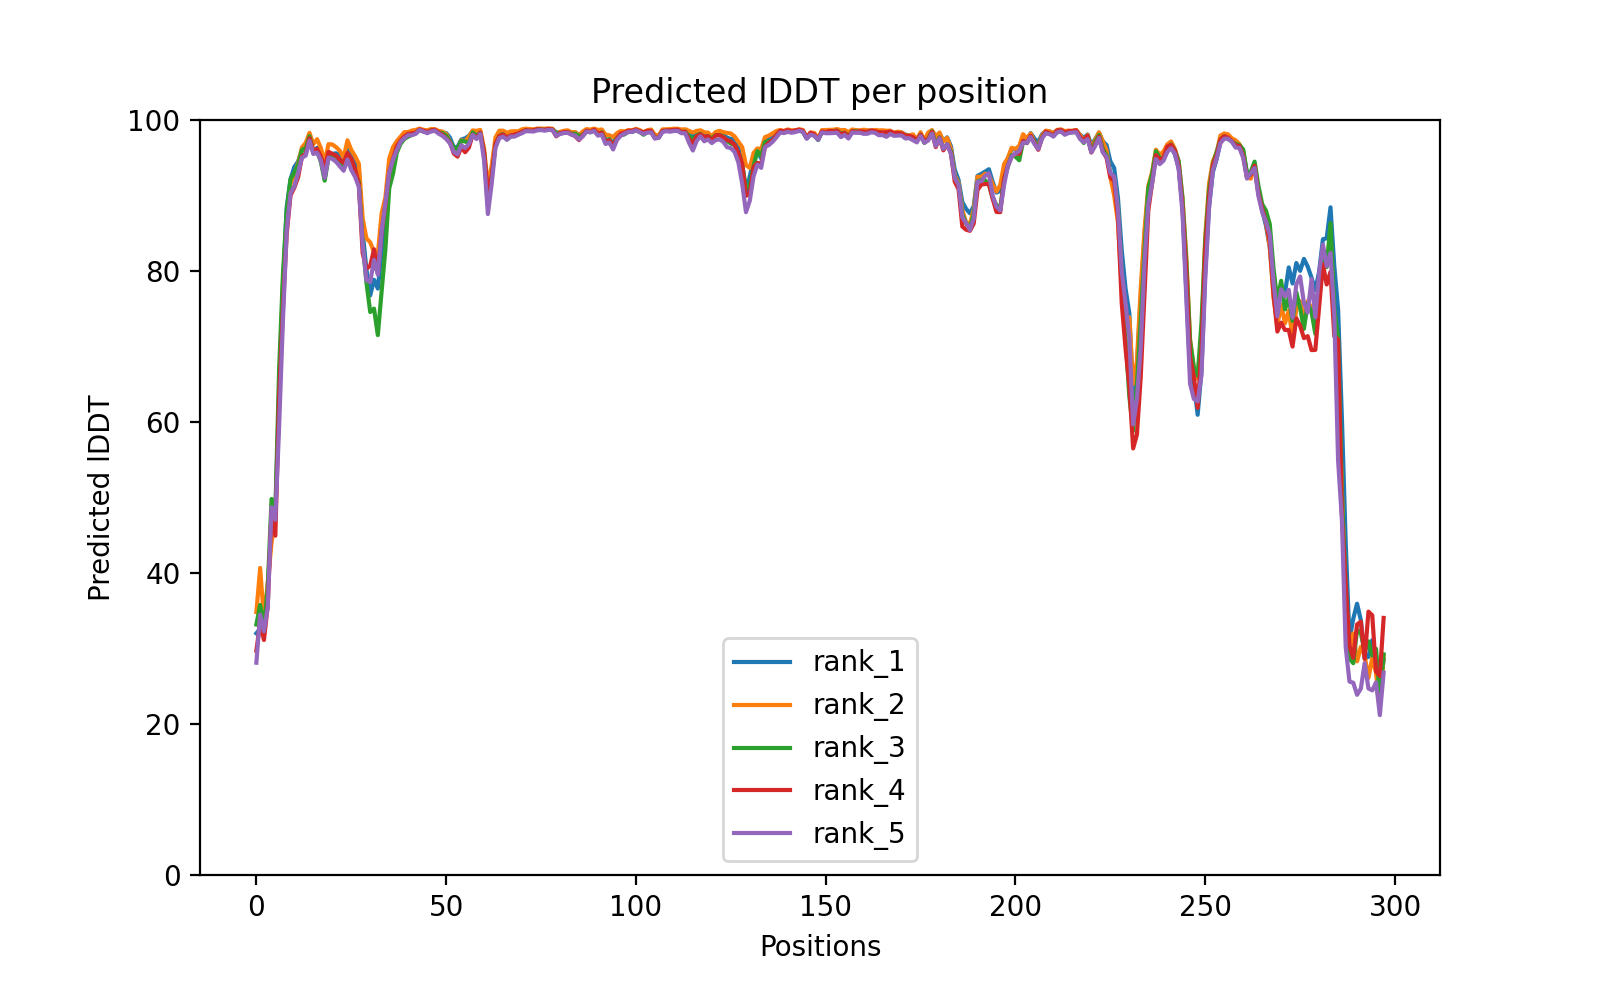 Predicted lDDT per position
100
80
60
40
20
0
Predicted lDDT
rank_1
rank_2
rank_3
rank_4
rank_5
0 50 100 150 200 250 300
Positions